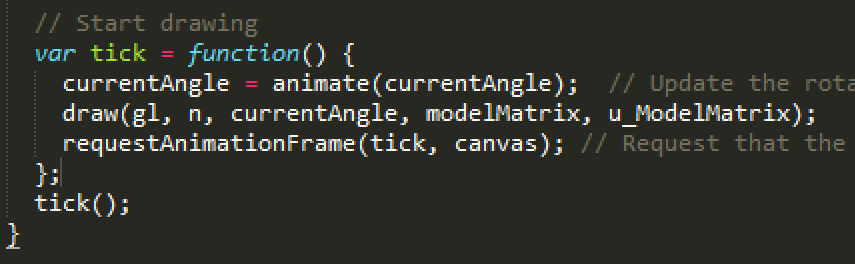 // Start drawing
var tick = function() {
currentAngle = animate(currentAngle); // Update the
draw(gl, n, currentAngle, modelMatrix, u_ModelMatrix);
requestAnimationFrame(tick, canvas); // Request that the
};
tick();
}